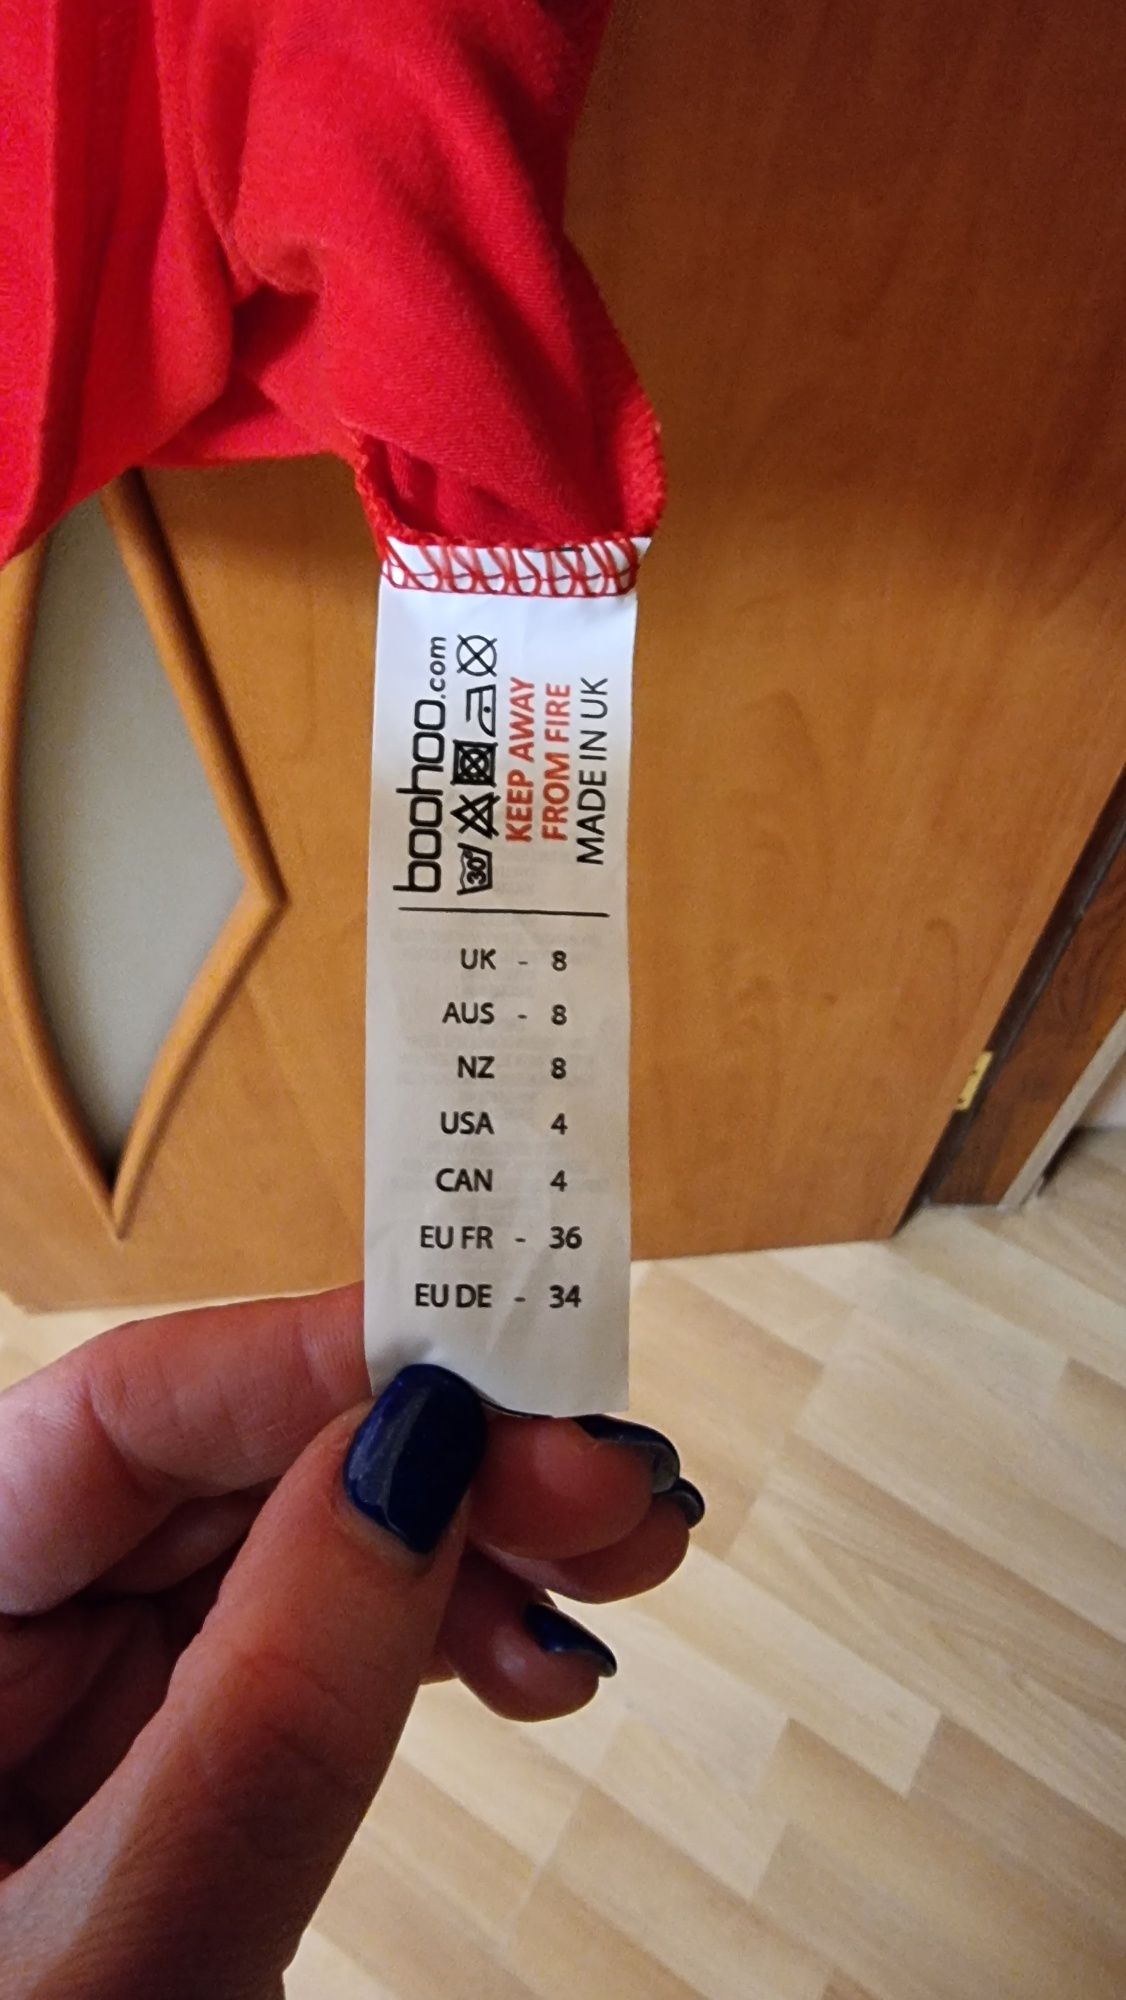 boohoo.com
30°
KEEP AWAY
FROM FIRE
MADE IN UK
UK - 8
AUS - 8
NZ 8
USA 4
CAN 4
EU FR - 36
EU DE - 34